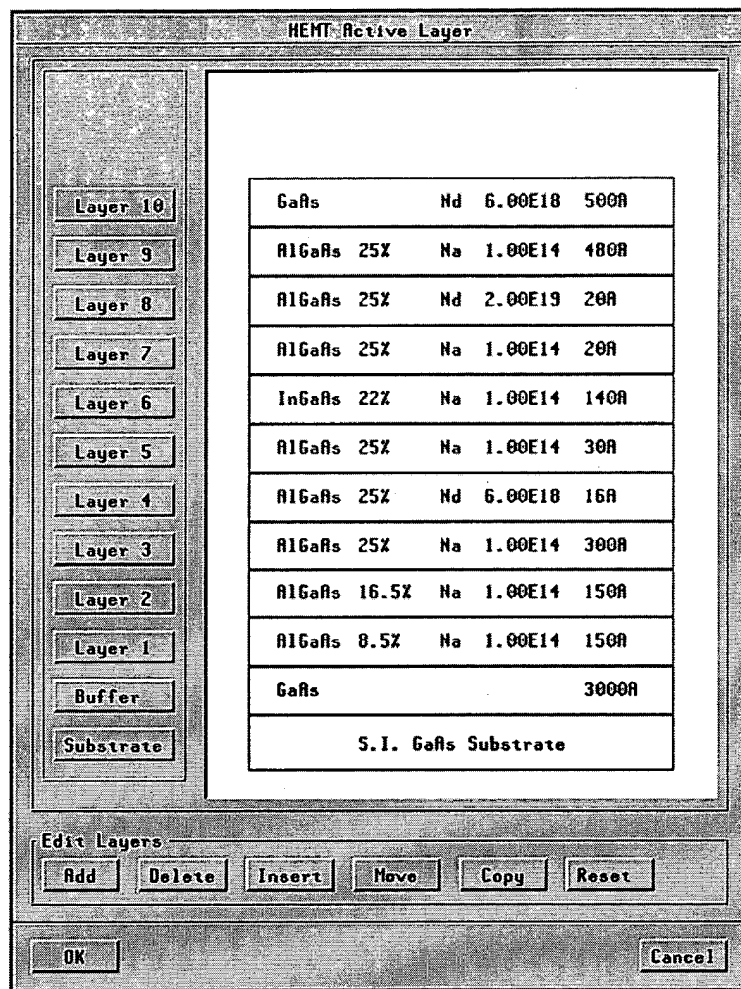 HEMT Active Layer
Layer 10 GaAs Nd 6.00E18 500A
Layer 9 AlGaAs 25% Na 1.00E14 480A
Layer 8 AlGaAs 25% Nd 2.00E19 20A
Layer 7 AlGaAs 25% Na 1.00E14 20A
Layer 6 InGaAs 22% Na 1.00E14 140A
Layer 5 AlGaAs 25% Na 1.00E14 30A
Layer 4 AlGaAs 25% Nd 6.00E18 16A
Layer 3 AlGaAs 25% Na 1.00E14 300A
Layer 2 AlGaAs 16.5% Na 1.00E14 150A
Layer 1 AlGaAs 8.5% Na 1.00E14 150A
Buffer GaAs 3000A
Substrate S.I. GaAs Substrate
Edit Layers
Add Delete Insert Move Copy Reset
OK Cancel